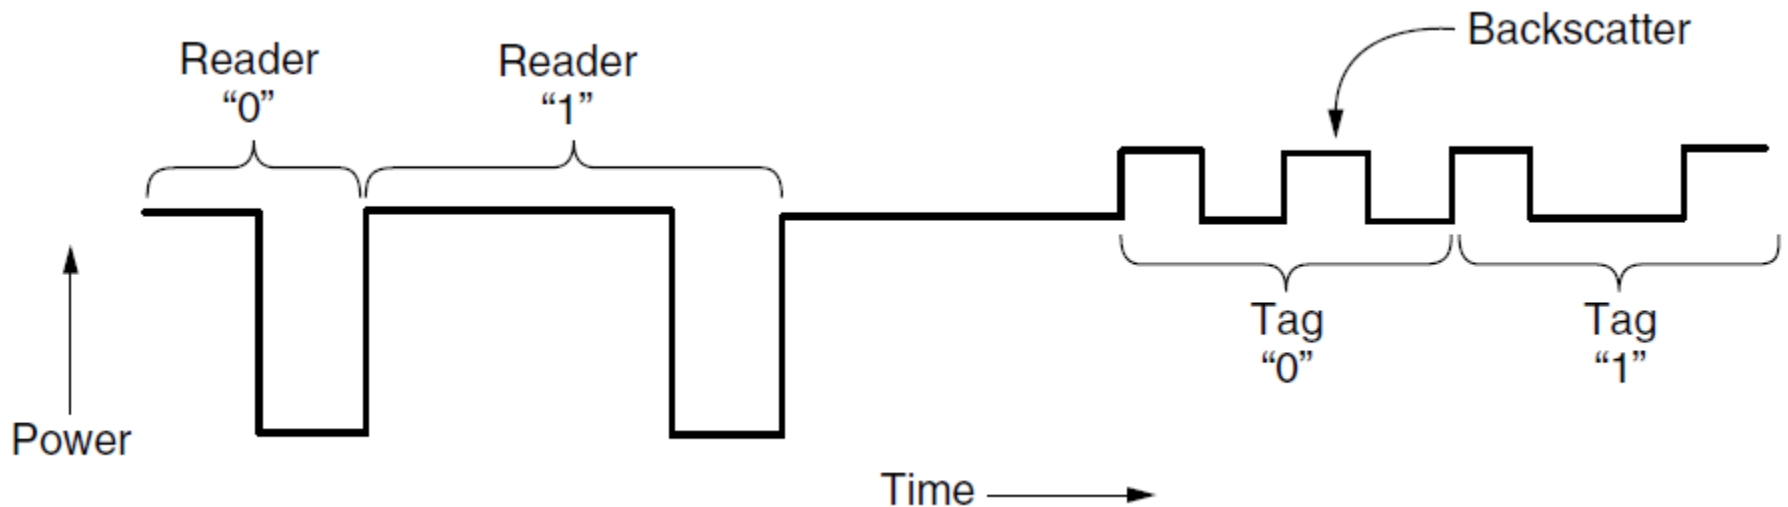 Reader
“0”
Reader
“1”
Backscatter
Tag
“0”
Tag
“1”
Power
Time